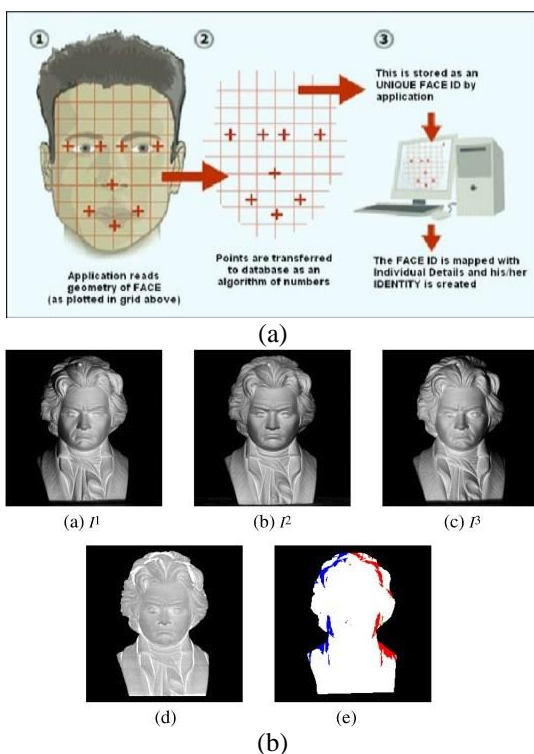 1
2
3
This is stored as an
UNIQUE FACE ID by
application
Application reads
geometry of FACE
(as plotted in grid above)
Points are transferred
to database as an
algorithm of numbers
The FACE ID is mapped with
Individual Details and his/her
IDENTITY is created
(a)
(a) I¹
(b) I²
(c) I³
(d)
(e)
(b)